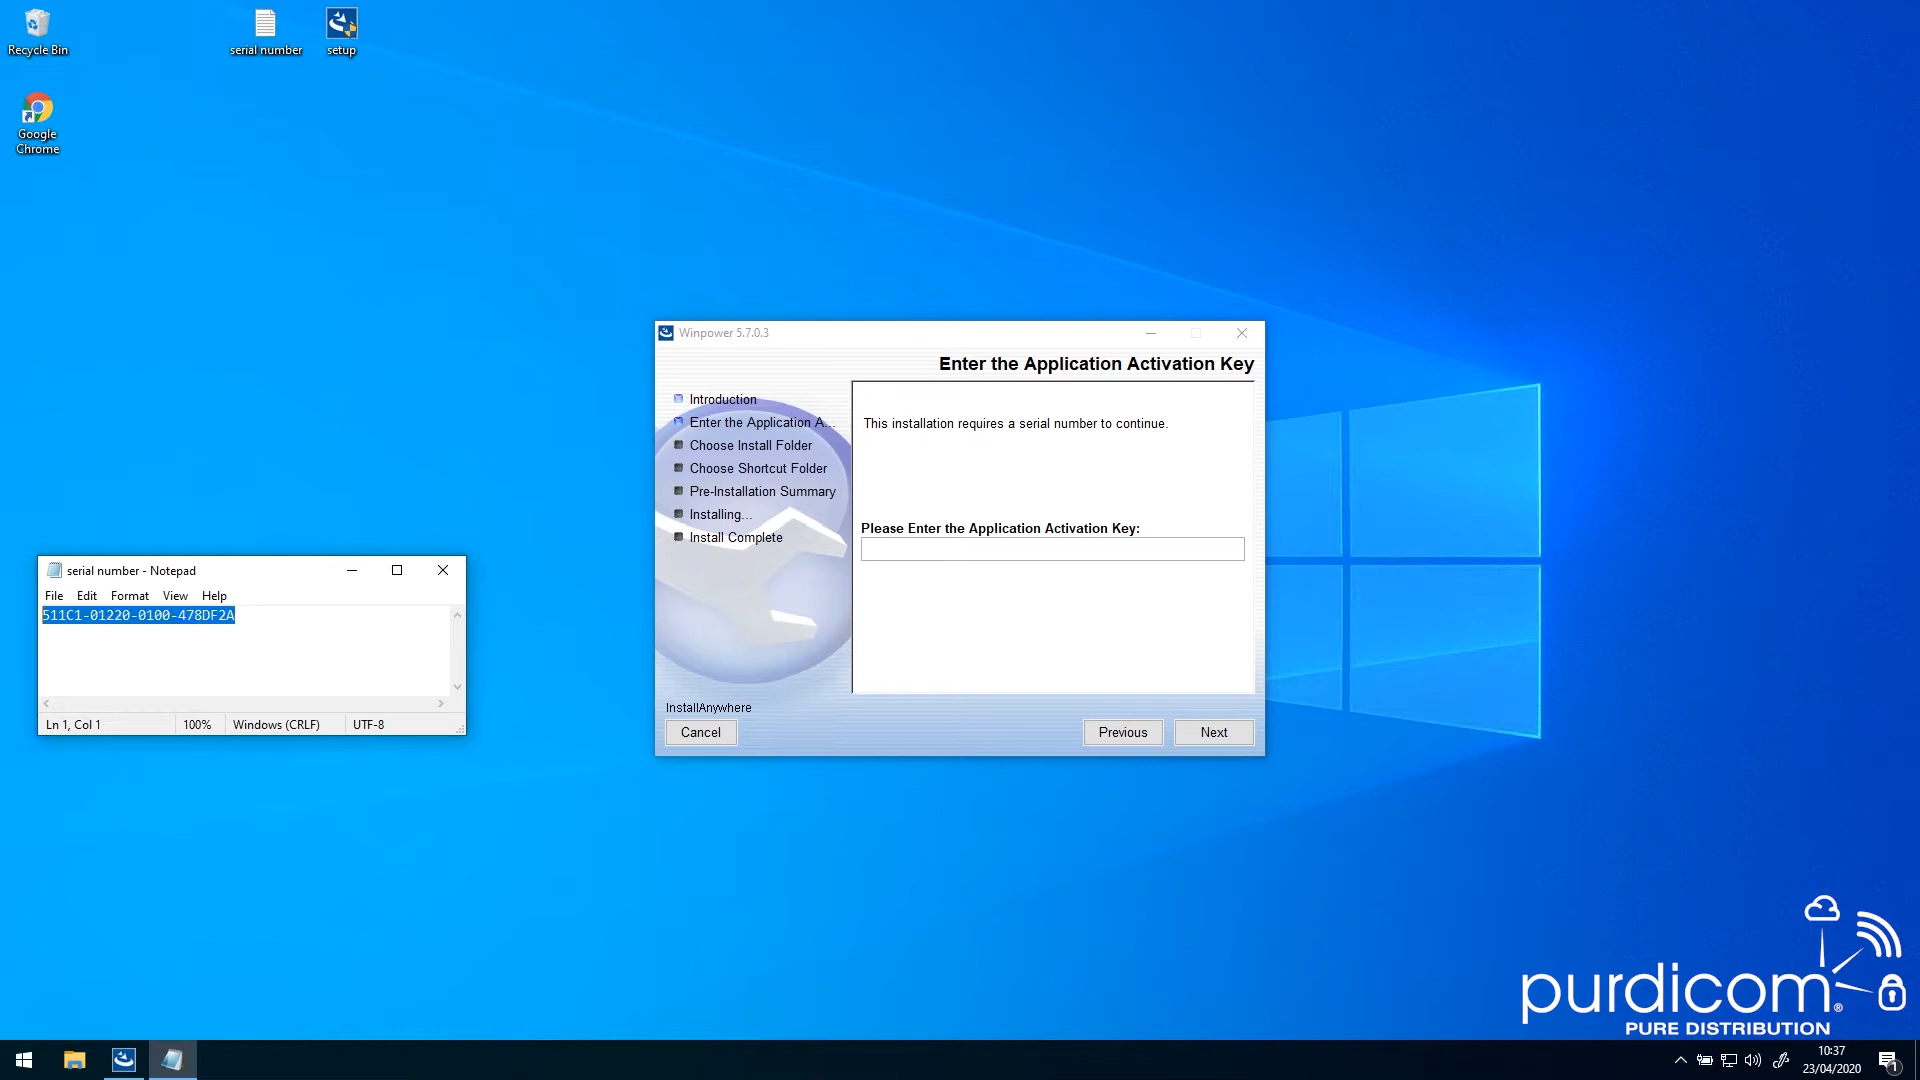 Recycle Bin
serial number
setup
Google
Chrome
Winpower 5.7.0.3
Enter the Application Activation Key
Introduction
Enter the Application A...
Choose Install Folder
Choose Shortcut Folder
Pre-Installation Summary
Installing...
Install Complete
This installation requires a serial number to continue.
Please Enter the Application Activation Key:
InstallAnywhere
Cancel
Previous
Next
serial number - Notepad
File Edit Format View Help
511C1-01220-0100-478DF2A
Ln 1, Col 1
100%
Windows (CRLF)
UTF-8
purdicom®
PURE DISTRIBUTION
10:37
23/04/2020
1